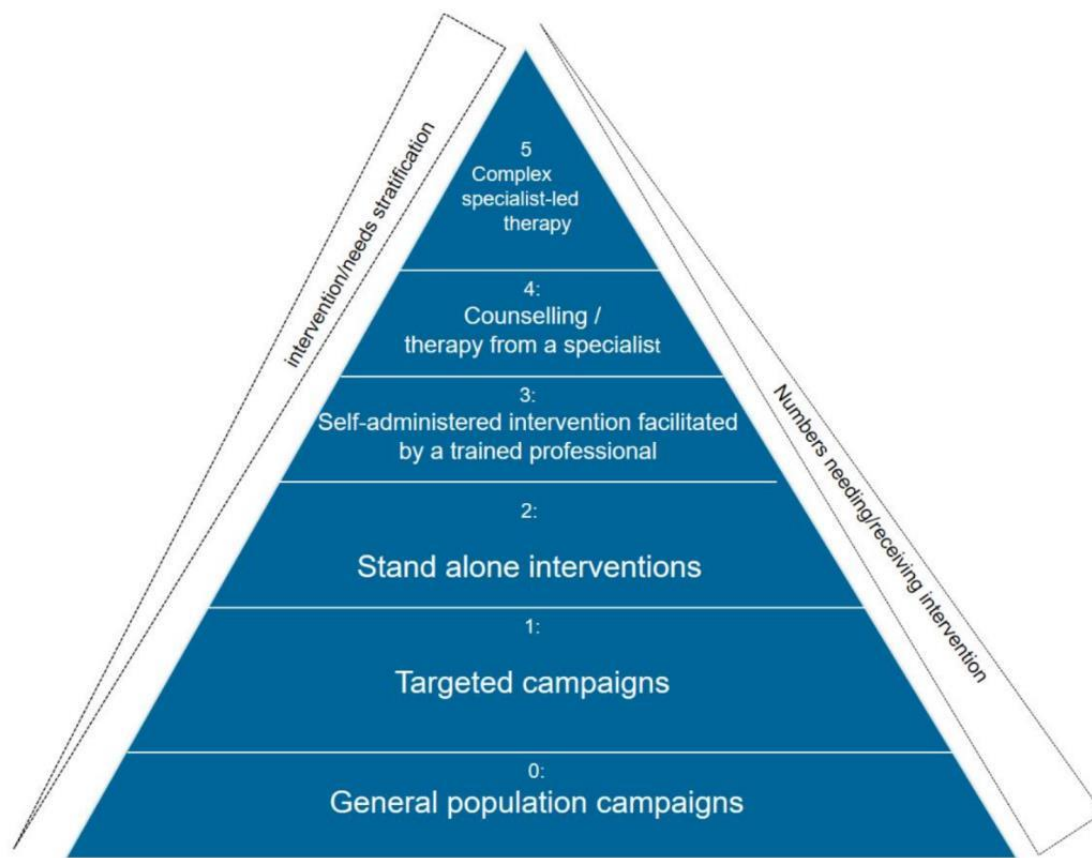 5
Complex
specialist-led
therapy
4:
Counselling /
therapy from a specialist
3:
Self-administered intervention facilitated
by a trained professional
2:
Stand alone interventions
1:
Targeted campaigns
0:
General population campaigns
intervention/needs stratification
Numbers needing/receiving intervention